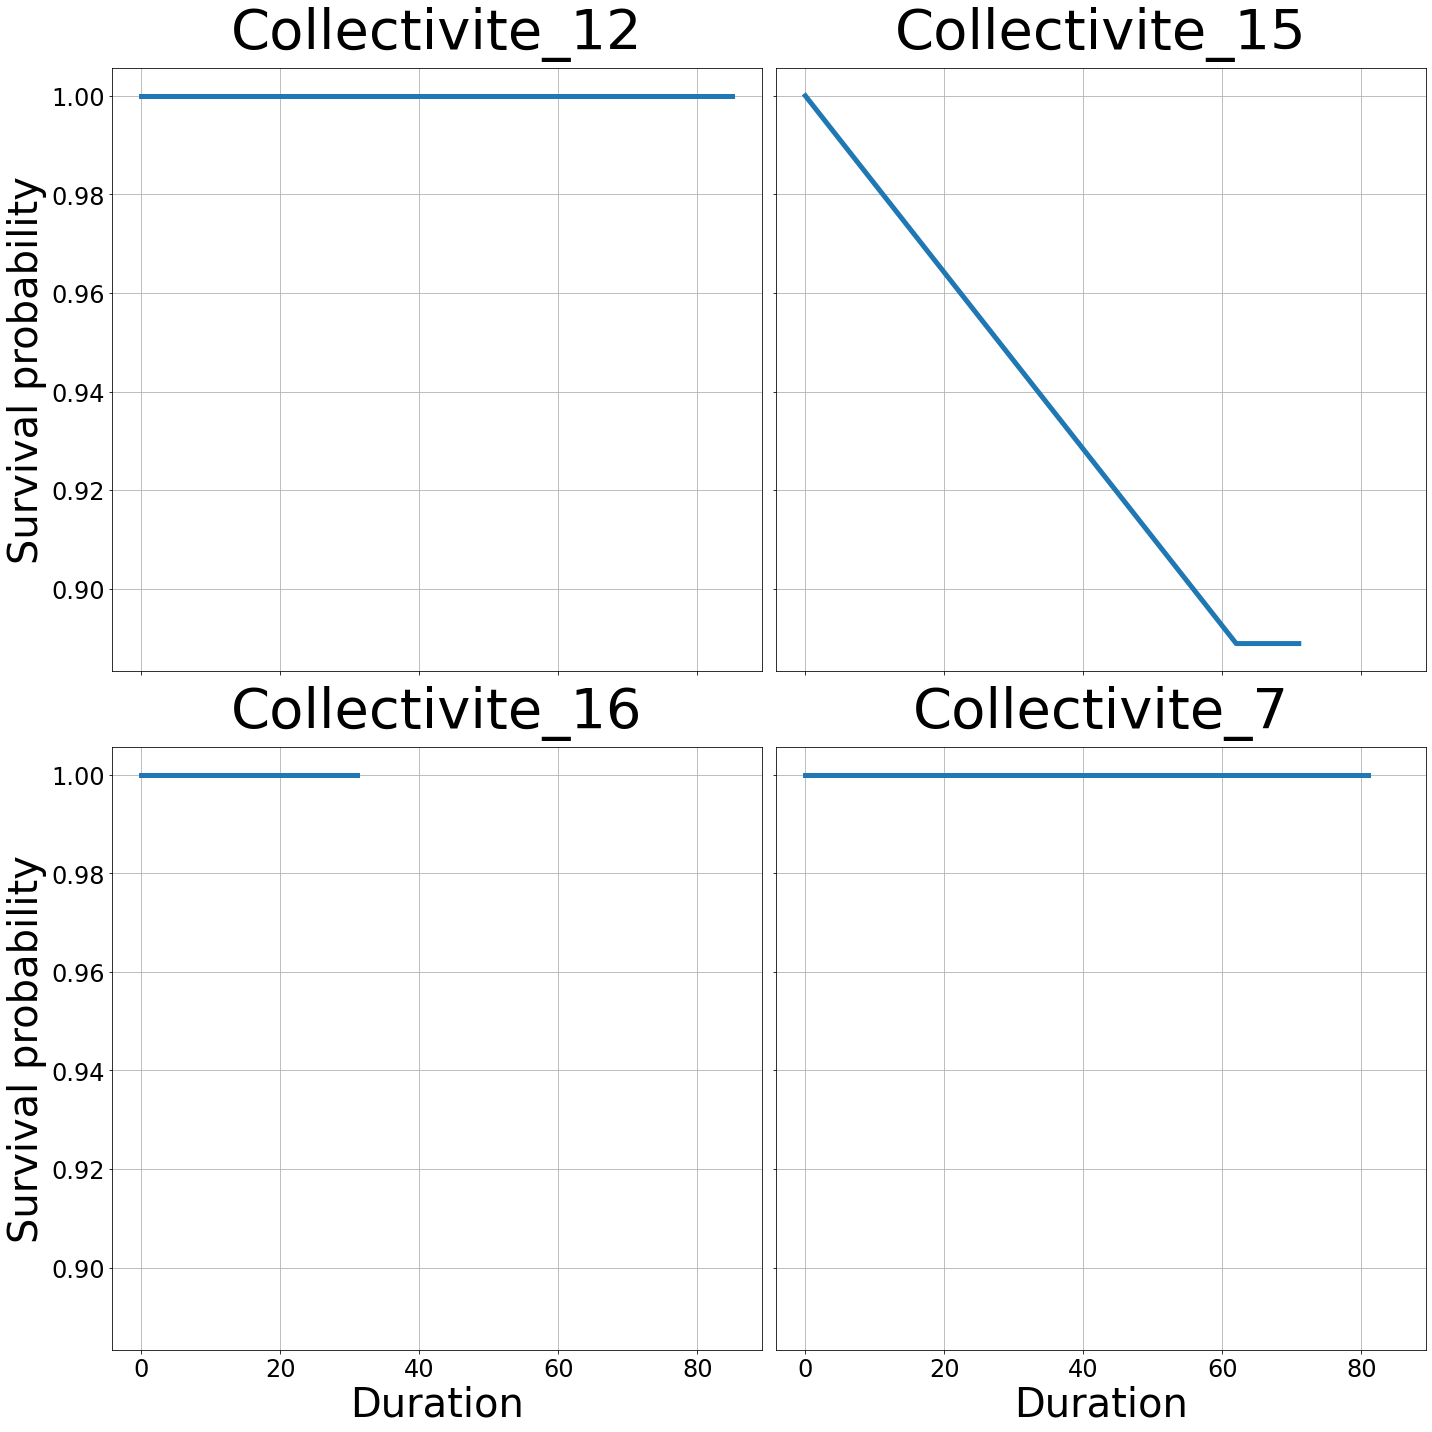 Collectivite_12
Collectivite_15
Survival probability
1.00
0.98
0.96
0.94
0.92
0.90
Collectivite_16
Collectivite_7
Survival probability
1.00
0.98
0.96
0.94
0.92
0.90
0 20 40 60 80
0 20 40 60 80
Duration
Duration